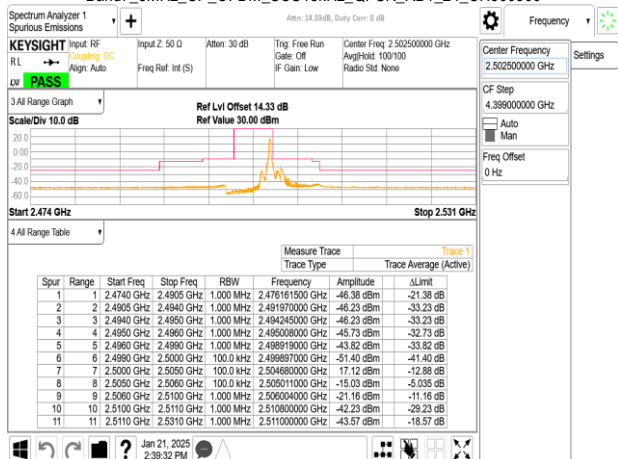 Spectrum Analyzer 1
Spurious Emissions
Atten: 14.33dB, Duty Corr: 0 dB
Frequency
KEYSIGHT
Input: RF
Input Z: 50 Ω
Atten: 30 dB
Trig: Free Run
Center Freq: 2.502500000 GHz
RL
Coupling: DC
Gate: Off
Avg|Hold: 100/100
Align: Auto
Freq Ref: Int (S)
IF Gain: Low
Radio Std: None
PASS
Center Frequency
2.502500000 GHz
Settings
CF Step
4.399000000 GHz
Auto
Man
Freq Offset
0 Hz
3 All Range Graph
Ref Lvl Offset 14.33 dB
Scale/Div 10.0 dB
Ref Value 30.00 dBm
20.0
0.00
-20.0
-40.0
-60.0
Start 2.474 GHz
Stop 2.531 GHz
4 All Range Table
Measure Trace Trace 1
Trace Type Trace Average (Active)
Spur Range Start Freq Stop Freq RBW Frequency Amplitude ΔLimit
1 1 2.4740 GHz 2.4905 GHz 1.000 MHz 2.476161500 GHz -46.38 dBm -21.38 dB
2 2 2.4905 GHz 2.4940 GHz 1.000 MHz 2.491970000 GHz -46.23 dBm -33.23 dB
3 3 2.4940 GHz 2.4950 GHz 1.000 MHz 2.494245000 GHz -46.23 dBm -33.23 dB
4 4 2.4950 GHz 2.4960 GHz 1.000 MHz 2.495008000 GHz -45.73 dBm -32.73 dB
5 5 2.4960 GHz 2.4990 GHz 1.000 MHz 2.498919000 GHz -43.82 dBm -33.82 dB
6 6 2.4990 GHz 2.5000 GHz 100.0 kHz 2.499897000 GHz -51.40 dBm -41.40 dB
7 7 2.5000 GHz 2.5050 GHz 100.0 kHz 2.504680000 GHz 17.12 dBm -12.88 dB
8 8 2.5050 GHz 2.5060 GHz 100.0 kHz 2.505011000 GHz -15.03 dBm -5.035 dB
9 9 2.5060 GHz 2.5100 GHz 1.000 MHz 2.506004000 GHz -21.16 dBm -11.16 dB
10 10 2.5100 GHz 2.5110 GHz 1.000 MHz 2.510800000 GHz -42.23 dBm -29.23 dB
11 11 2.5110 GHz 2.5310 GHz 1.000 MHz 2.511000000 GHz -43.57 dBm -18.57 dB
Jan 21, 2025
2:39:32 PM